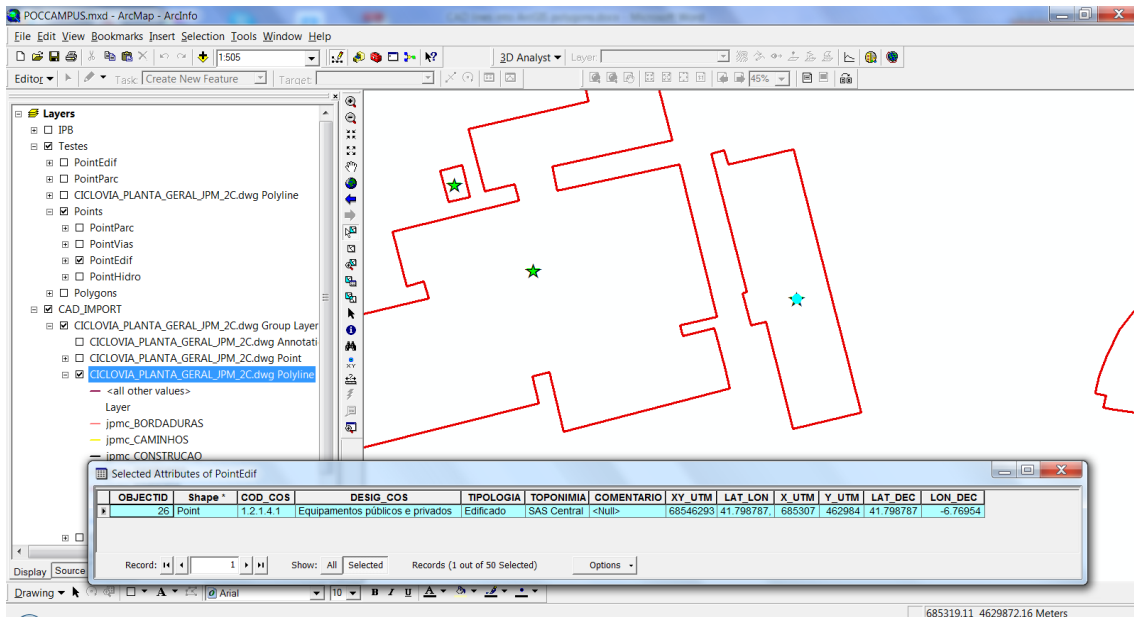 POCCAMPUS.mxd - ArcMap - ArcInfo
File Edit View Bookmarks Insert Selection Tools Window Help
1:505 3D Analyst Layer:
Editor Task: Create New Feature Target: 45%
Layers
IPB
Testes
PointEdif
PointParc
CICLOVIA_PLANTA_GERAL_JPM_2C.dwg Polyline
Points
PointParc
PointVias
PointEdif
PointHidro
Polygons
CAD_IMPORT
CICLOVIA_PLANTA_GERAL_JPM_2C.dwg Group Layer
CICLOVIA_PLANTA_GERAL_JPM_2C.dwg Annotati
CICLOVIA_PLANTA_GERAL_JPM_2C.dwg Point
CICLOVIA_PLANTA_GERAL_JPM_2C.dwg Polyline
<all other values>
Layer
jpmc_BORDADURAS
jpmc_CAMINHOS
jpmc_CONSTRUCAO
Selected Attributes of PointEdif
OBJECTID Shape * COD_COS DESIG_COS TIPOLOGIA TOPONIMIA COMENTARIO XY_UTM LAT_LON X_UTM Y_UTM LAT_DEC LON_DEC
26 Point 1.2.1.4.1 Equipamentos públicos e privados Edificado SAS Central <Null> 68546293 41.798787, 685307 462984 41.798787 -6.76954
Record: 1 Show: All Selected Records (1 out of 50 Selected) Options
Display Source
Drawing A Arial 10 B I U A
685319,11 4629872,16 Meters